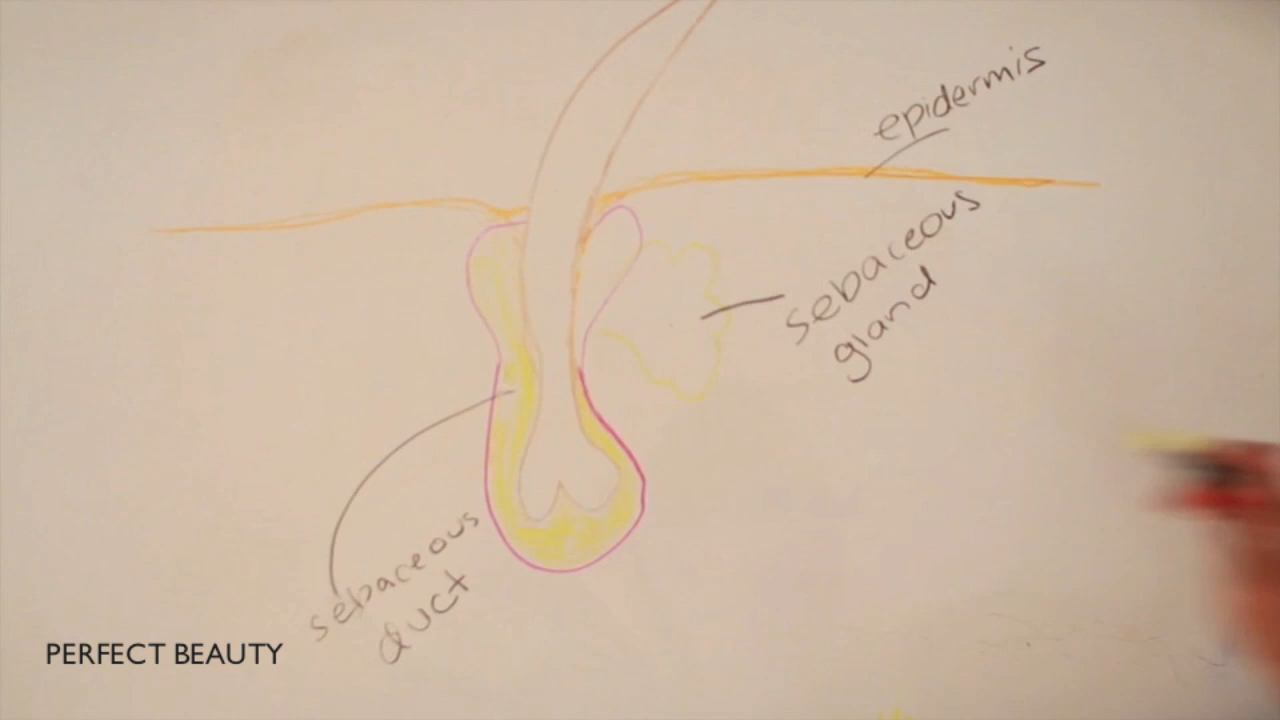 epidermis
sebaceous
gland
sebaceous
duct
PERFECT BEAUTY